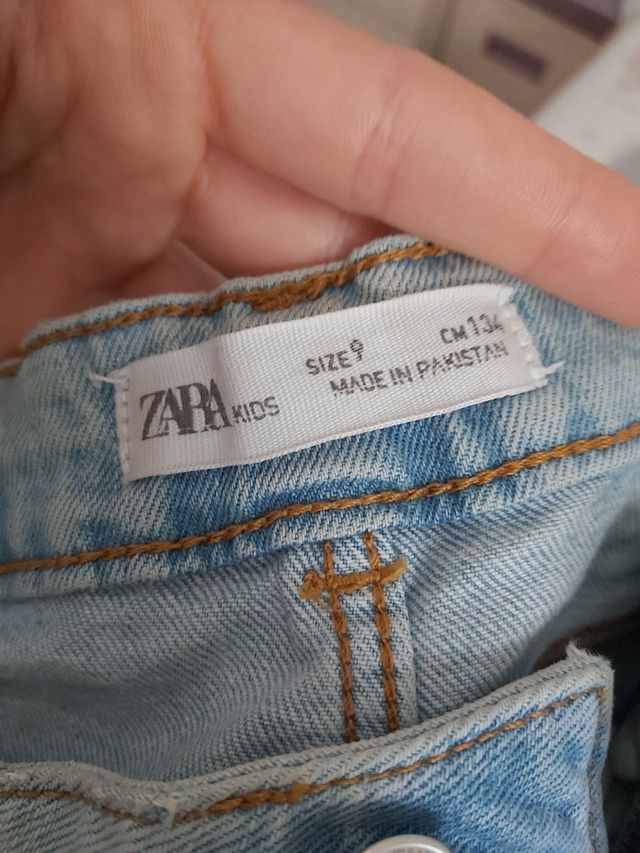 ZARA KIDS
SIZE 9 CM 134
MADE IN PAKISTAN